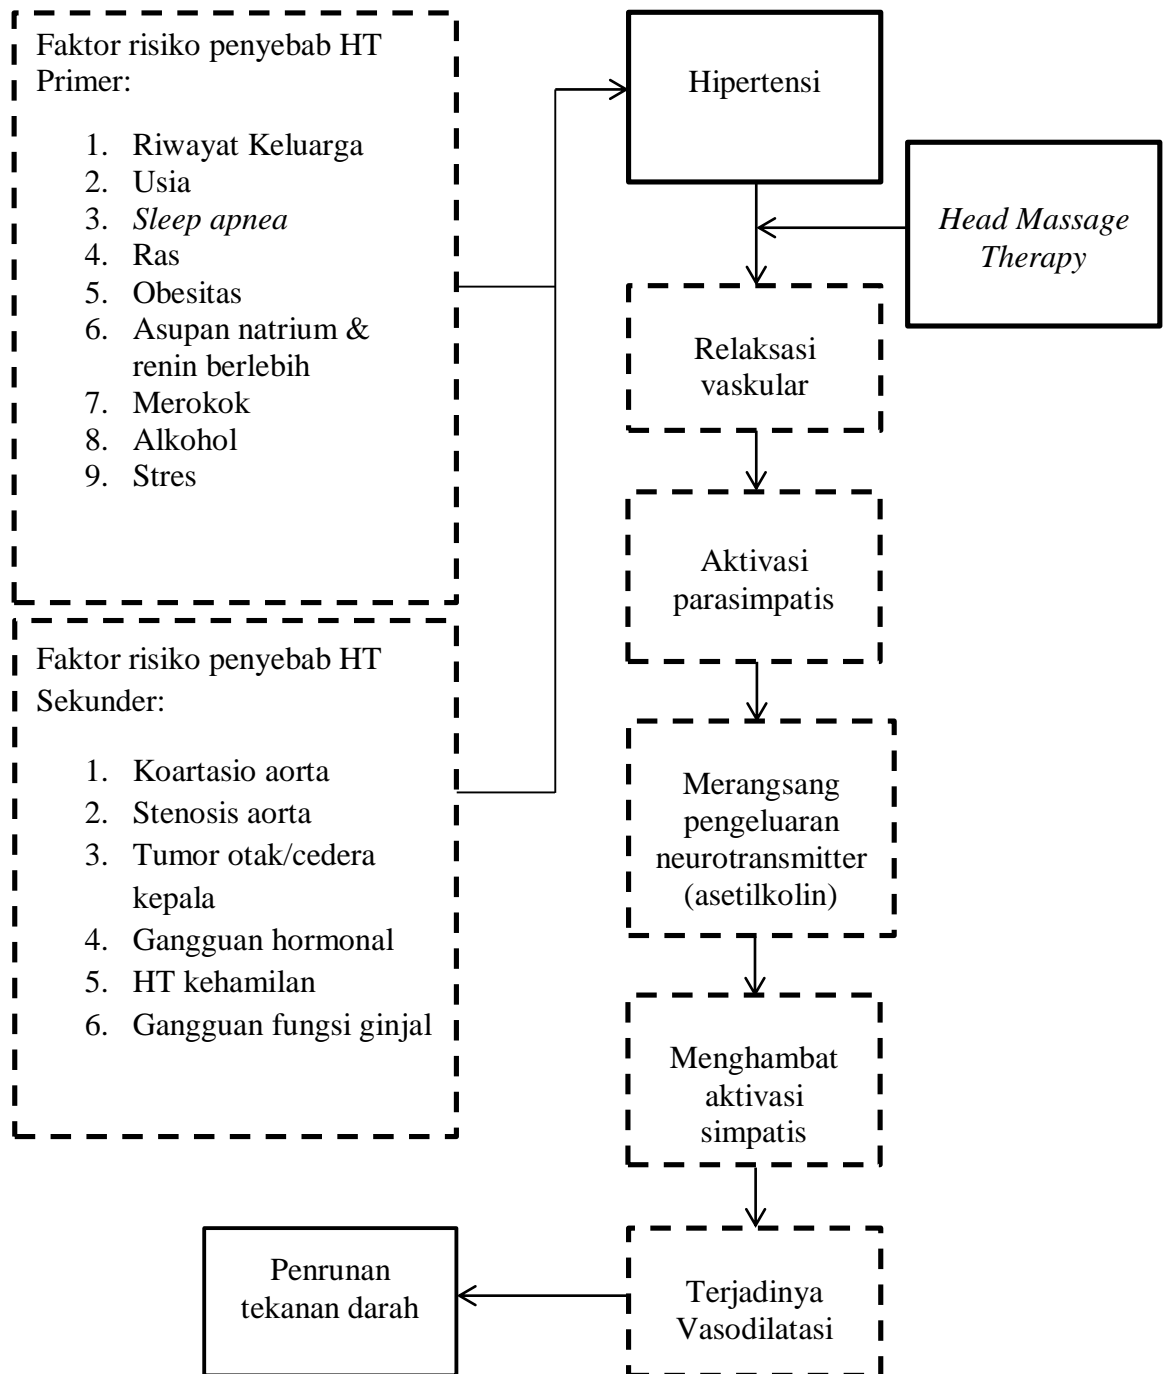 Faktor risiko penyebab HT
Primer:
1. Riwayat Keluarga
2. Usia
3. Sleep apnea
4. Ras
5. Obesitas
6. Asupan natrium &
renin berlebih
7. Merokok
8. Alkohol
9. Stres
Faktor risiko penyebab HT
Sekunder:
1. Koartasio aorta
2. Stenosis aorta
3. Tumor otak/cedera
kepala
4. Gangguan hormonal
5. HT kehamilan
6. Gangguan fungsi ginjal
Hipertensi
Head Massage
Therapy
Relaksasi
vaskular
Aktivasi
parasimpatis
Merangsang
pengeluaran
neurotransmitter
(asetilkolin)
Menghambat
aktivasi
simpatis
Terjadinya
Vasodilatasi
Penrunan
tekanan darah